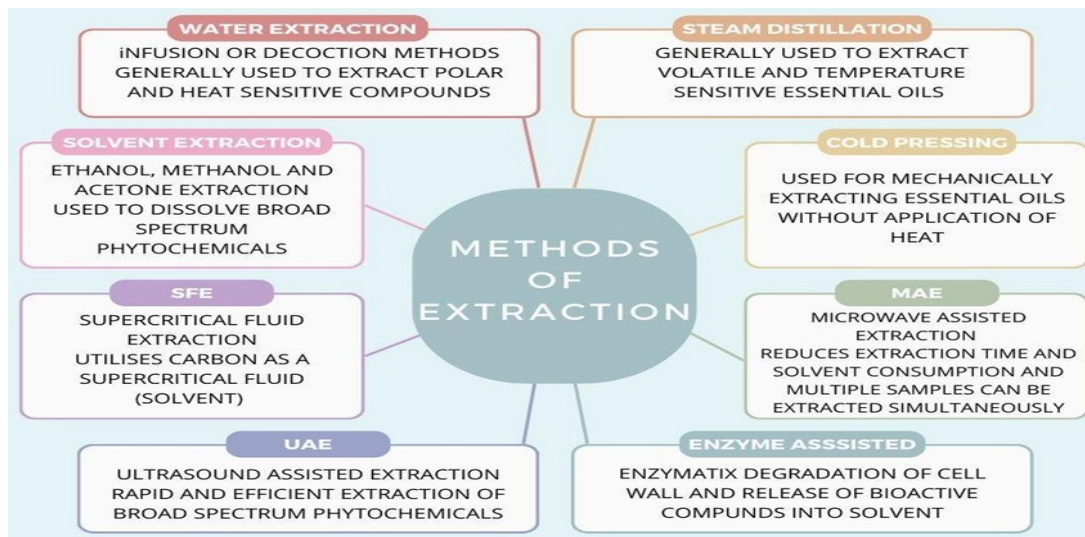 WATER EXTRACTION
iNFUSION OR DECOCTION METHODS
GENERALLY USED TO EXTRACT POLAR
AND HEAT SENSITIVE COMPOUNDS
STEAM DISTILLATION
GENERALLY USED TO EXTRACT
VOLATILE AND TEMPERATURE
SENSITIVE ESSENTIAL OILS
SOLVENT EXTRACTION
ETHANOL, METHANOL AND
ACETONE EXTRACTION
USED TO DISSOLVE BROAD
SPECTRUM
PHYTOCHEMICALS
COLD PRESSING
USED FOR MECHANICALLY
EXTRACTING ESSENTIAL OILS
WITHOUT APPLICATION OF
HEAT
METHODS
OF
EXTRACTION
SFE
SUPERCRITICAL FLUID
EXTRACTION
UTILISES CARBON AS A
SUPERCRITICAL FLUID
(SOLVENT)
MAE
MICROWAVE ASSISTED
EXTRACTION
REDUCES EXTRACTION TIME AND
SOLVENT CONSUMPTION AND
MULTIPLE SAMPLES CAN BE
EXTRACTED SIMULTANEOUSLY
UAE
ULTRASOUND ASSISTED EXTRACTION
RAPID AND EFFICIENT EXTRACTION OF
BROAD SPECTRUM PHYTOCHEMICALS
ENZYME ASSSISTED
ENZYMATIX DEGRADATION OF CELL
WALL AND RELEASE OF BIOACTIVE
COMPUNDS INTO SOLVENT